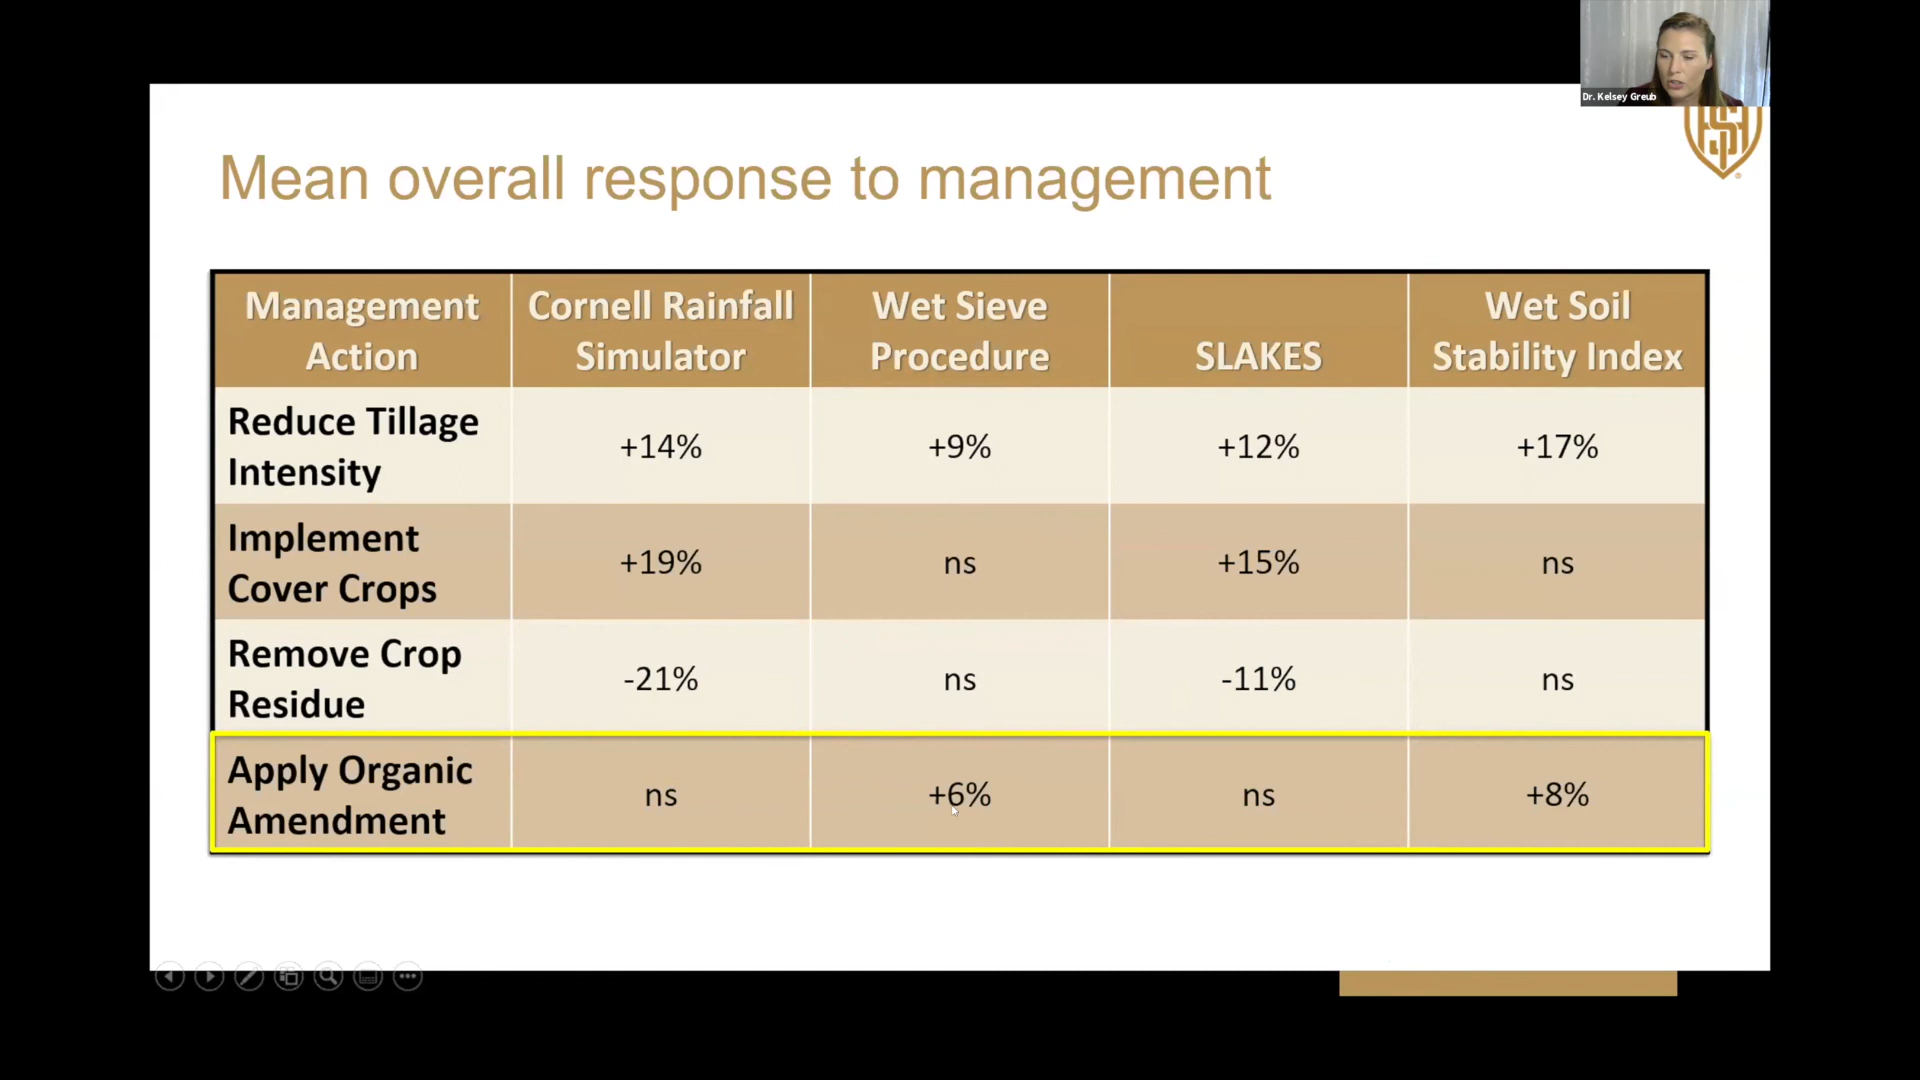 Dr. Kelsey Greub
Mean overall response to management
Management
Action
Cornell Rainfall
Simulator
Wet Sieve
Procedure
SLAKES
Wet Soil
Stability Index
Reduce Tillage
Intensity
+14%
+9%
+12%
+17%
Implement
Cover Crops
+19%
ns
+15%
ns
Remove Crop
Residue
-21%
ns
-11%
ns
Apply Organic
Amendment
ns
+6%
ns
+8%